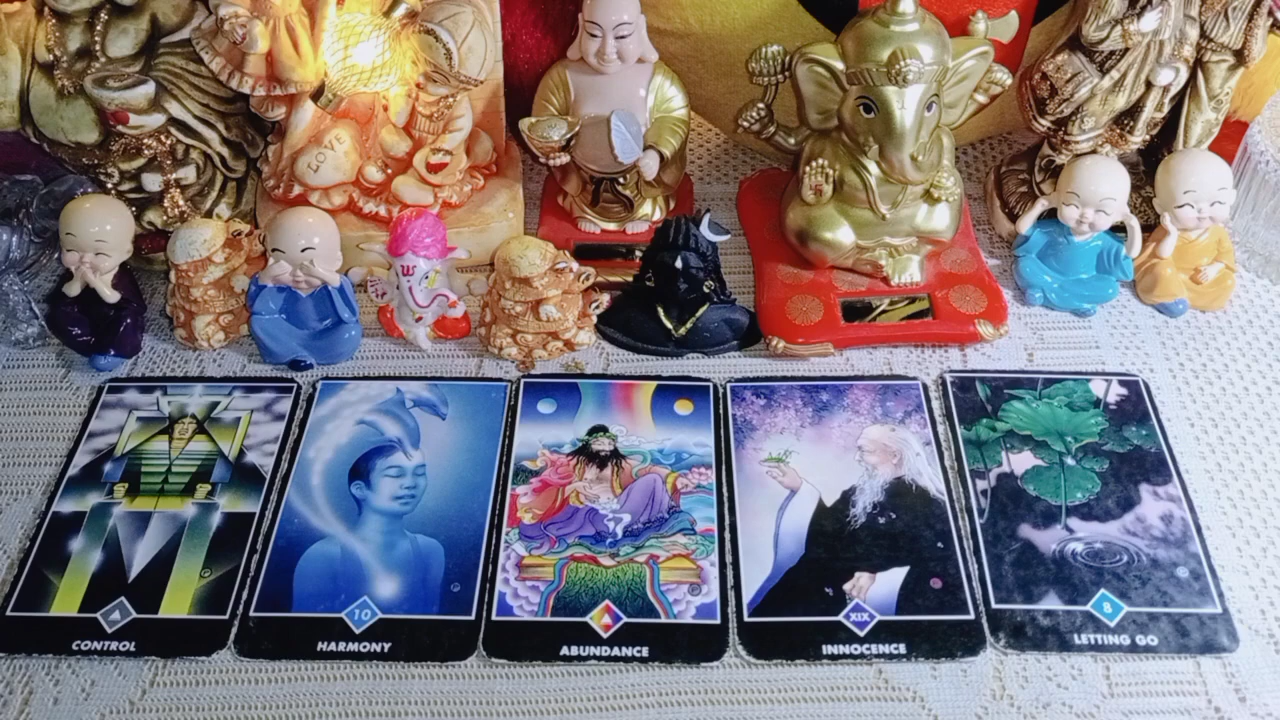 LOVE
10
XIX
8
CONTROL
HARMONY
ABUNDANCE
INNOCENCE
LETTING GO